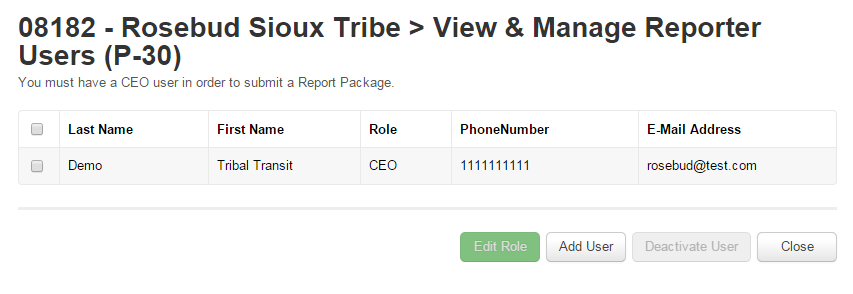 08182 - Rosebud Sioux Tribe > View & Manage Reporter
Users (P-30)
You must have a CEO user in order to submit a Report Package.
Last Name First Name Role PhoneNumber E-Mail Address
Demo Tribal Transit CEO 1111111111 rosebud@test.com
Edit Role Add User Deactivate User Close